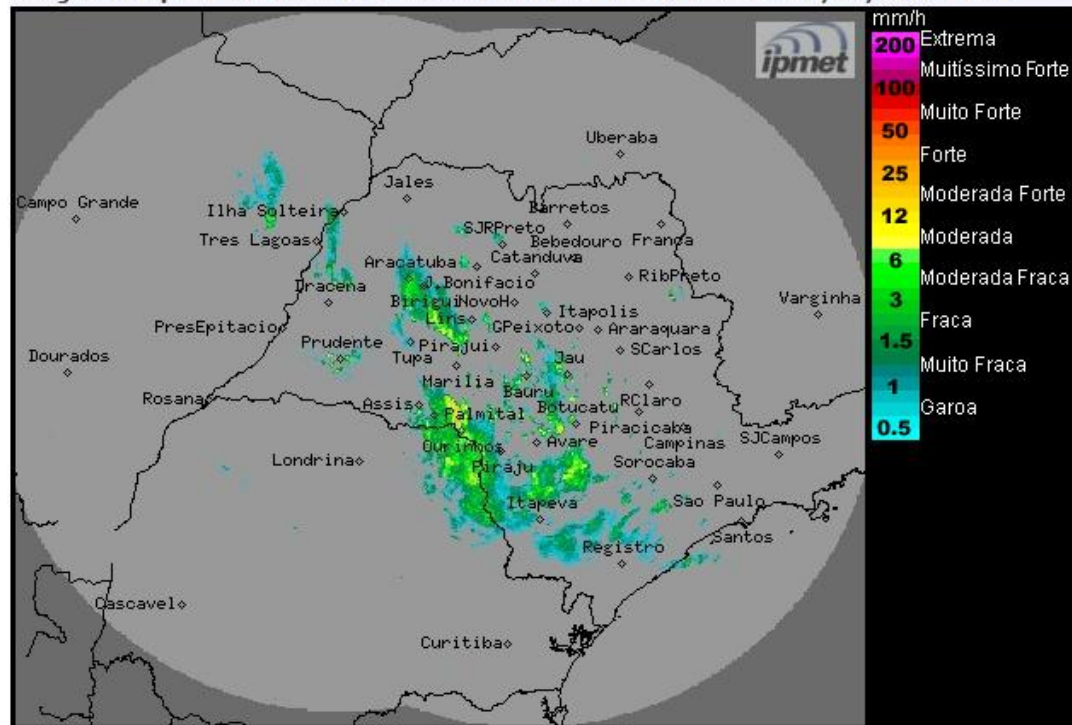 mm/h
ipmet
200 Extrema
Muitíssimo Forte
100
Muito Forte
50
Forte
25
Moderada Forte
12
Moderada
6
Moderada Fraca
3
Fraca
1.5
Muito Fraca
1
Garoa
0.5
Uberaba
Campo Grande
Jales
Ilha Solteira
Barretos
SJRPreto
Franca
Tres Lagoas
Bebedouro
Aracatuba
Catanduva
J.Bonifacio
RibPreto
Dracena
Birigui
NovoH
Varginha
Lins
Itapolis
PresEpitacio
GPeixoto
Araraquara
Prudente
Pirajui
SCarlos
Dourados
Tupa
Jau
Marilia
Bauru
Rosana
Assis
Palmital
Botucatu
RClaro
Piracicaba
Ourinhos
Avare
Campinas
SJCampos
Londrina
Piraju
Sorocaba
Itapeva
Sao Paulo
Registro
Santos
Cascavel
Curitiba